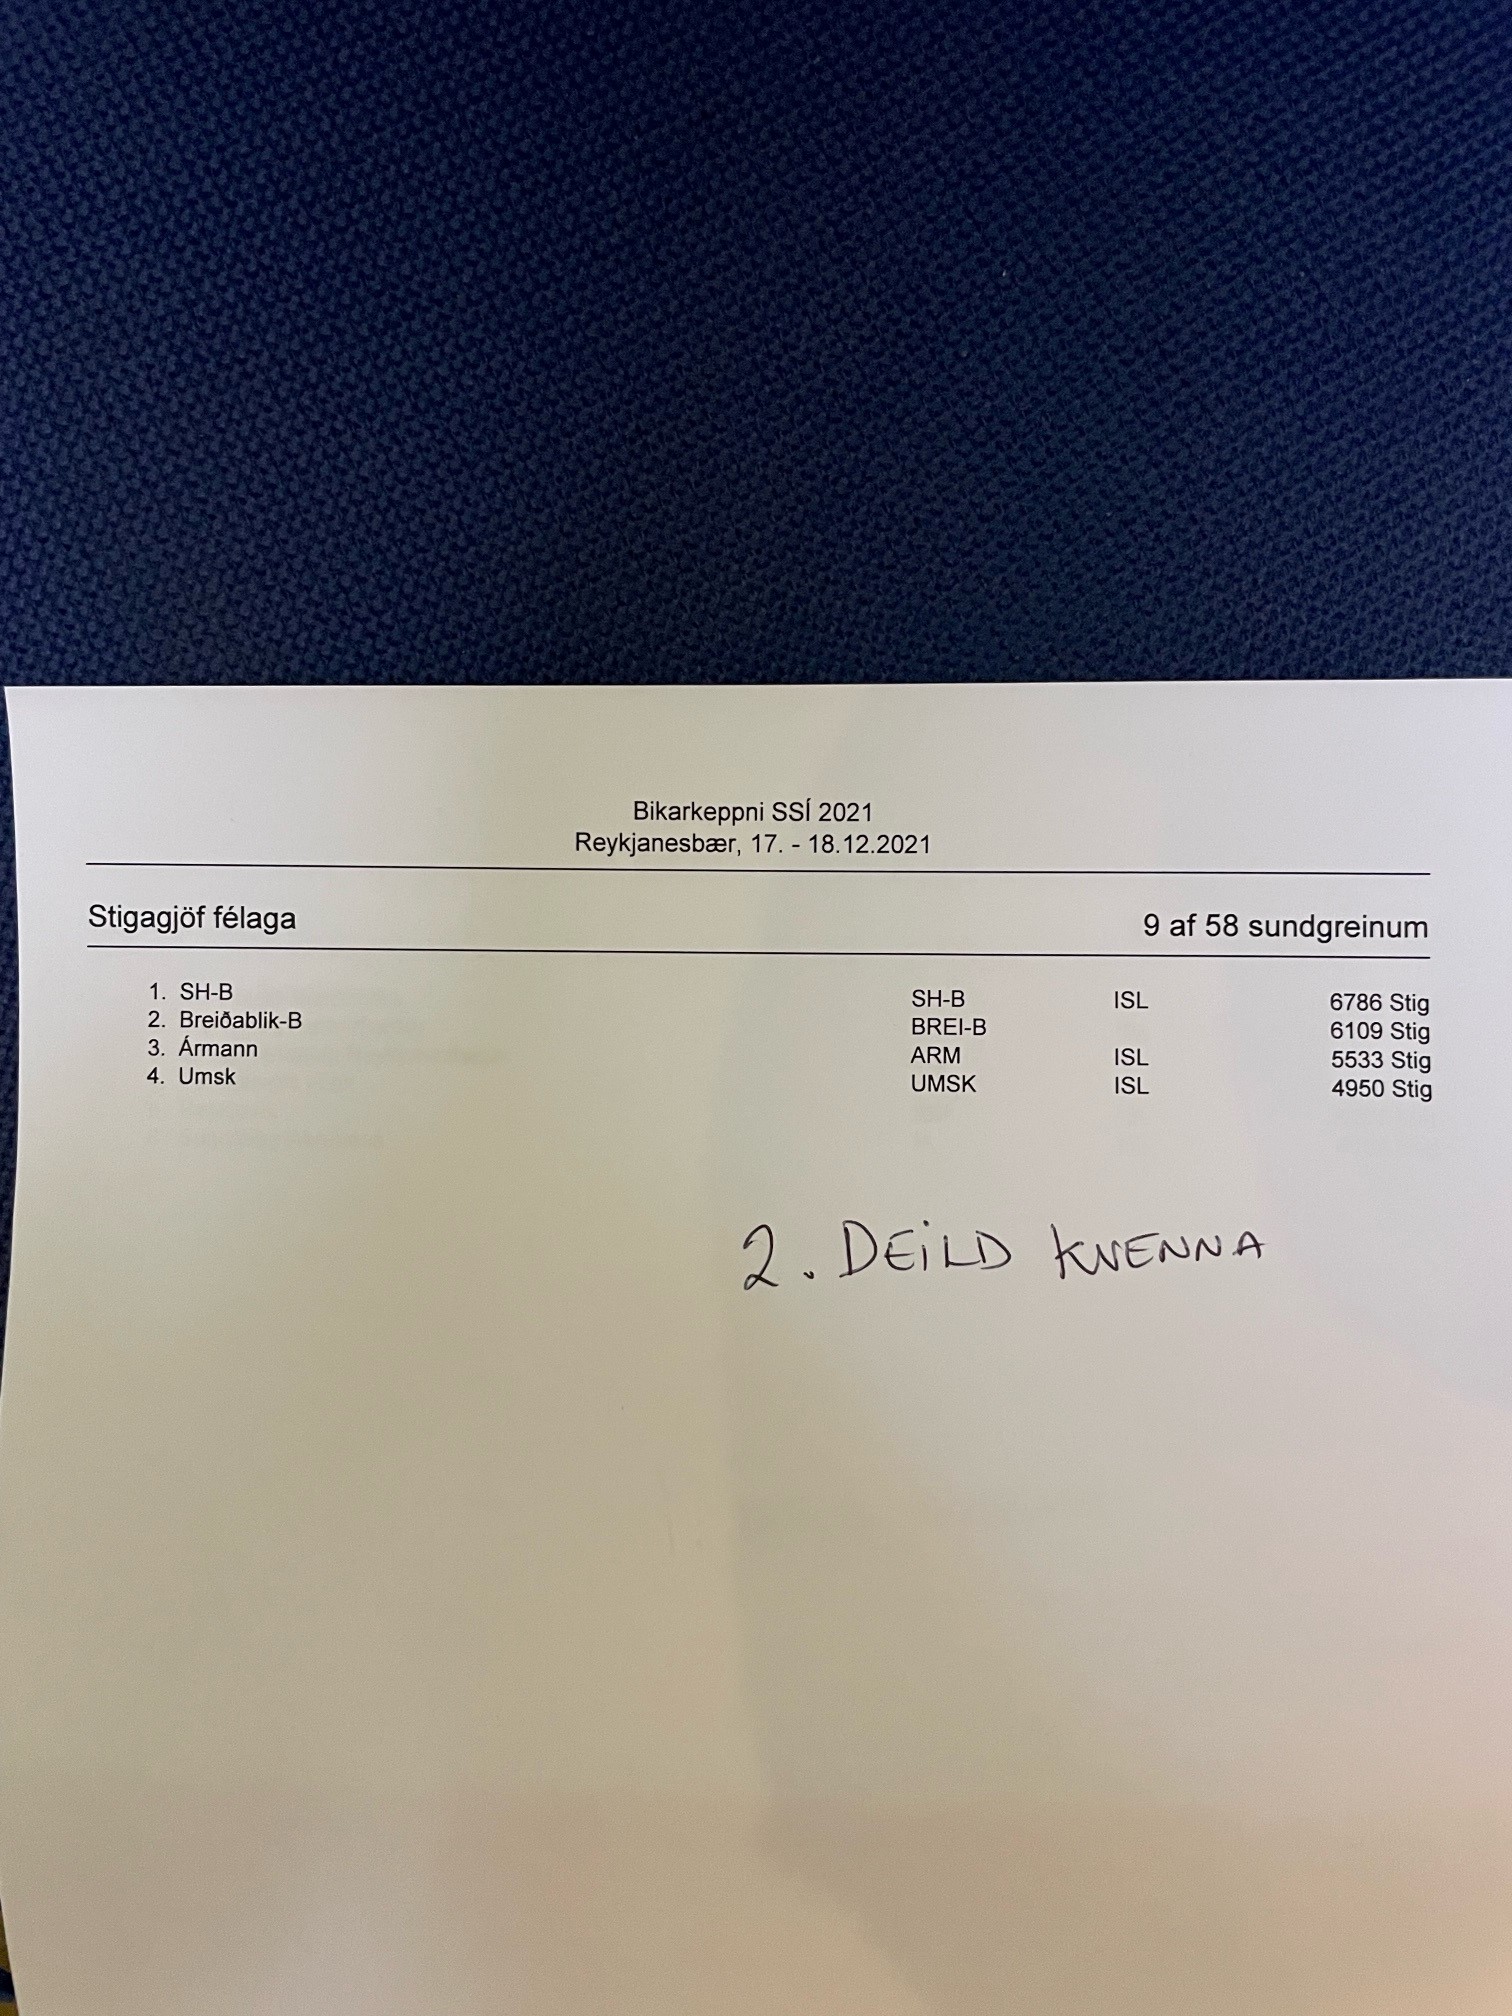 Bikarkeppni SSÍ 2021
Reykjanesbær, 17. - 18.12.2021
Stigagjöf félaga 9 af 58 sundgreinum
1. SH-B SH-B ISL 6786 Stig
2. Breiðablik-B BREI-B 6109 Stig
3. Ármann ARM ISL 5533 Stig
4. Umsk UMSK ISL 4950 Stig
2. DEiLD KVENNA